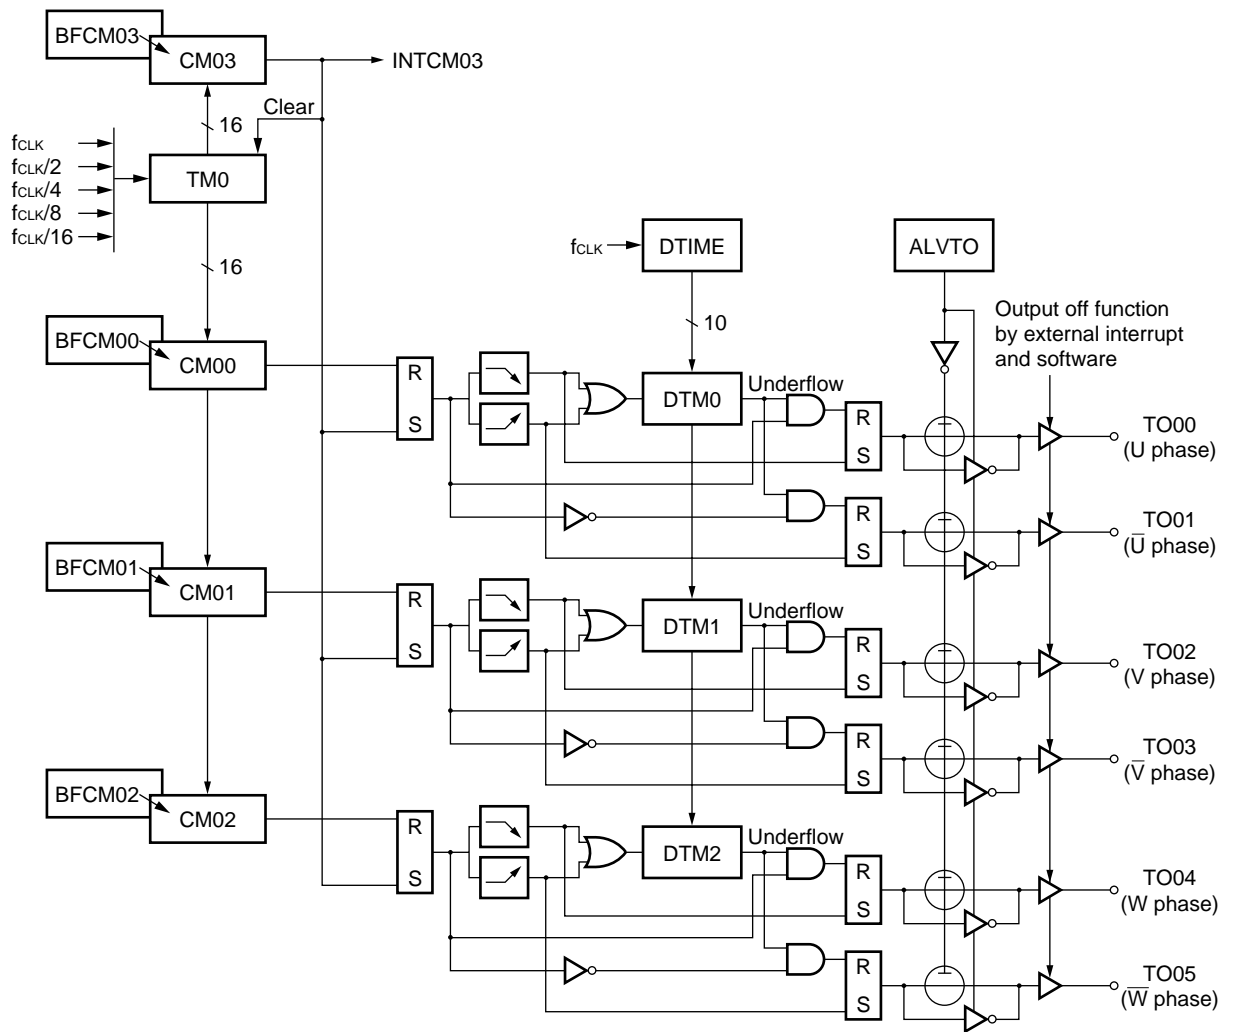 BFCM03
CM03
INTCM03
Clear
16
fCLK
fCLK/2
fCLK/4
fCLK/8
fCLK/16
TM0
16
fCLK
DTIME
ALVTO
10
Output off function
by external interrupt
and software
BFCM00
CM00
R
S
DTM0
Underflow
R
S
TO00
(U phase)
R
S
TO01
(U̅ phase)
BFCM01
CM01
R
S
DTM1
Underflow
R
S
TO02
(V phase)
R
S
TO03
(V̅ phase)
BFCM02
CM02
R
S
DTM2
Underflow
R
S
TO04
(W phase)
R
S
TO05
(W̅ phase)